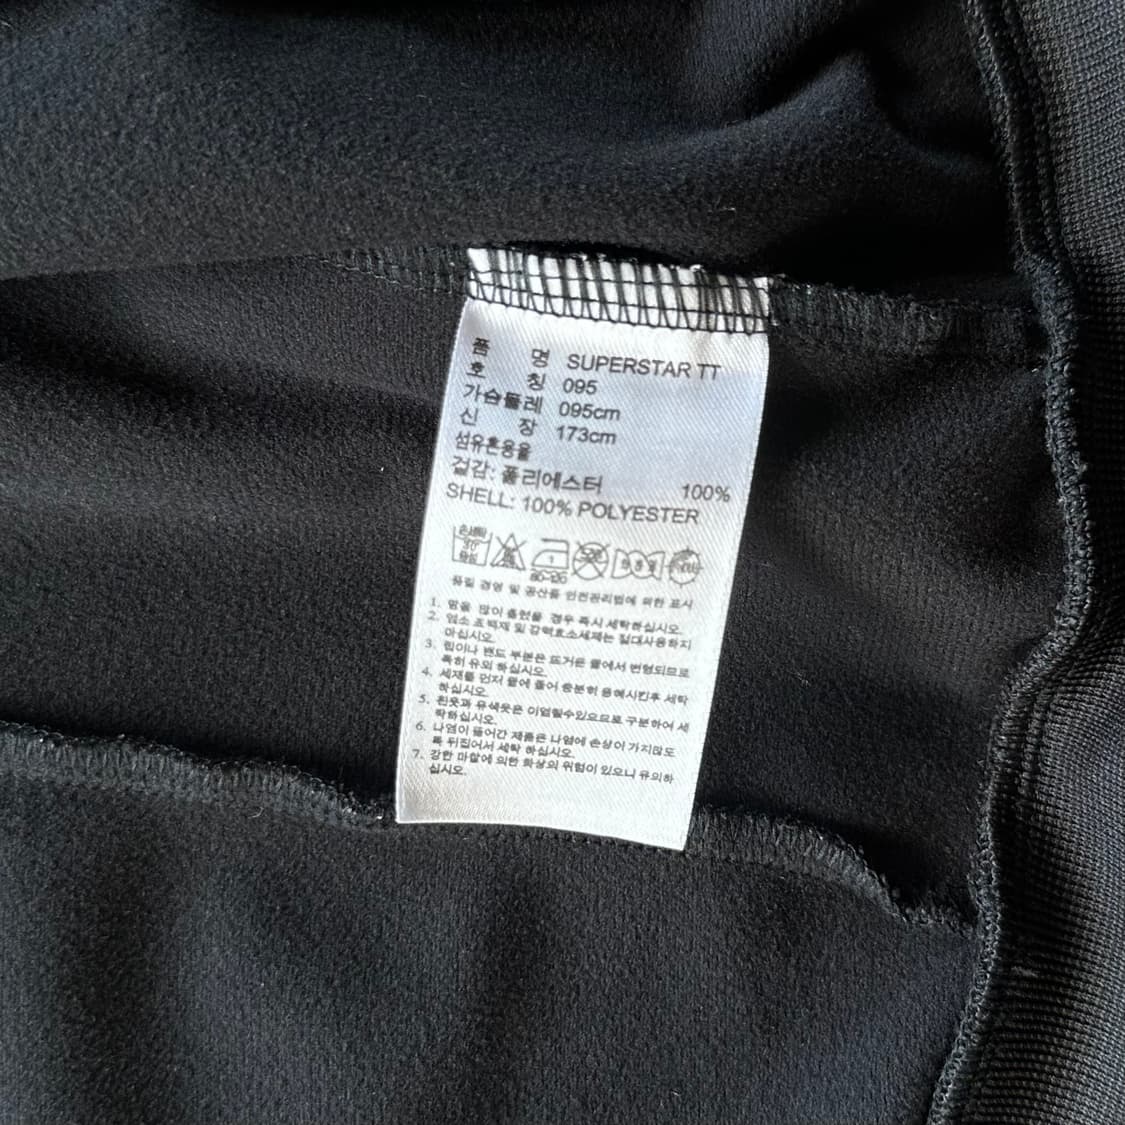 품 명 SUPERSTAR TT
호 칭 095
가슴둘레 095cm
신 장 173cm
섬유혼용율
겉감: 폴리에스터 100%
SHELL: 100% POLYESTER
손세탁
30
중성
1
80-120
품질 경영 및 공산품 안전관리법에 의한 표시
1. 땀을 많이 흘렸을 경우 즉시 세탁하십시오.
2. 염소 표백제 및 강력효소세제는 절대사용하지
마십시오.
3. 립이나 밴드 부분은 뜨거운 물에서 변형되므로
특히 유의 하십시오.
4. 세제를 먼저 물에 풀어 충분히 용해시킨후 세탁
하십시오.
5. 흰옷과 유색옷은 이염될수있으므로 구분하여 세
탁하십시오.
6. 나염이 들어간 제품은 나염에 손상이 가지않도
록 뒤집어서 세탁 하십시오.
7. 강한 마찰에 의한 화상의 위험이 있으니 유의하
십시오.